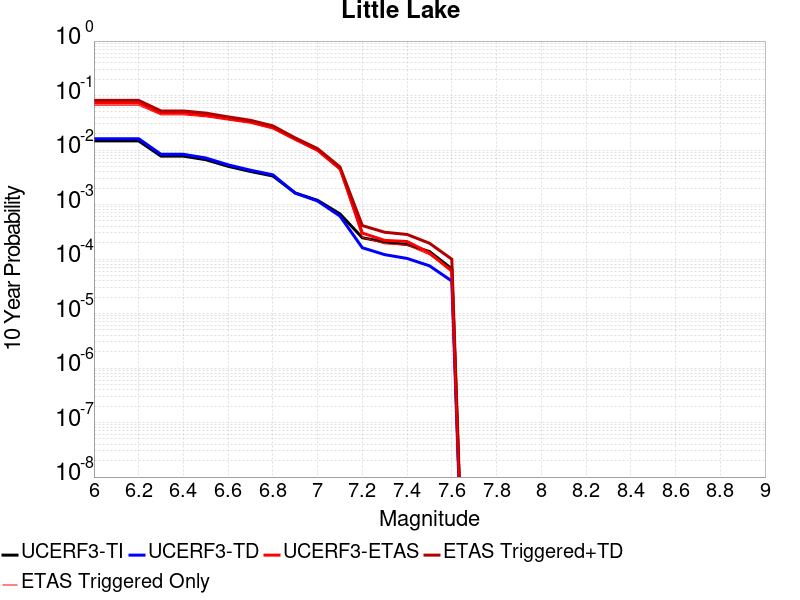 Little Lake
10 Year Probability
10^0
10^-1
10^-2
10^-3
10^-4
10^-5
10^-6
10^-7
10^-8
6 6.2 6.4 6.6 6.8 7 7.2 7.4 7.6 7.8 8 8.2 8.4 8.6 8.8 9
Magnitude
UCERF3-TI UCERF3-TD UCERF3-ETAS ETAS Triggered+TD
ETAS Triggered Only